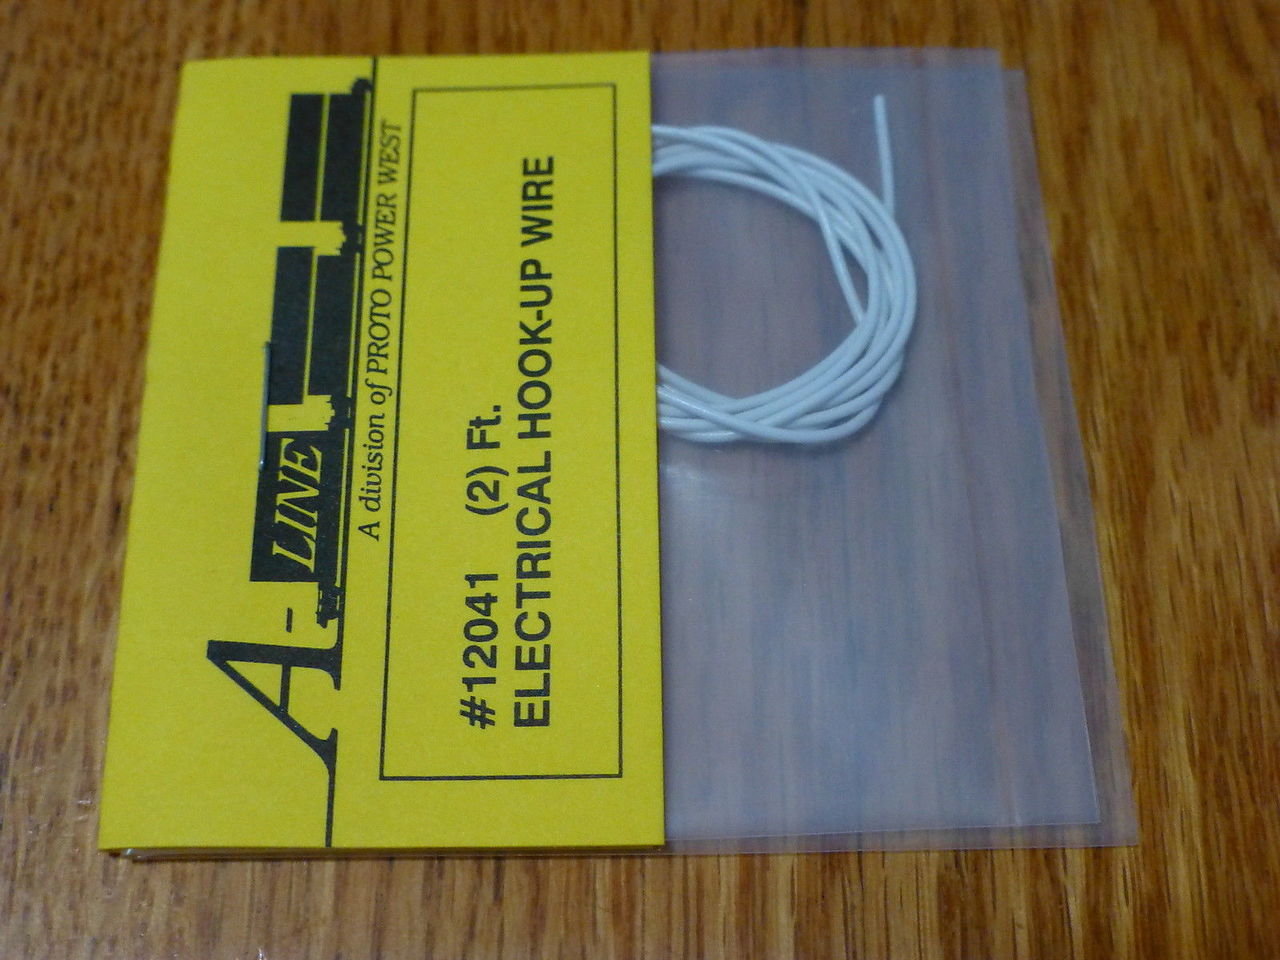 A-LINE
A division of PROTO POWER WEST
#12041 (2) Ft.
ELECTRICAL HOOK-UP WIRE